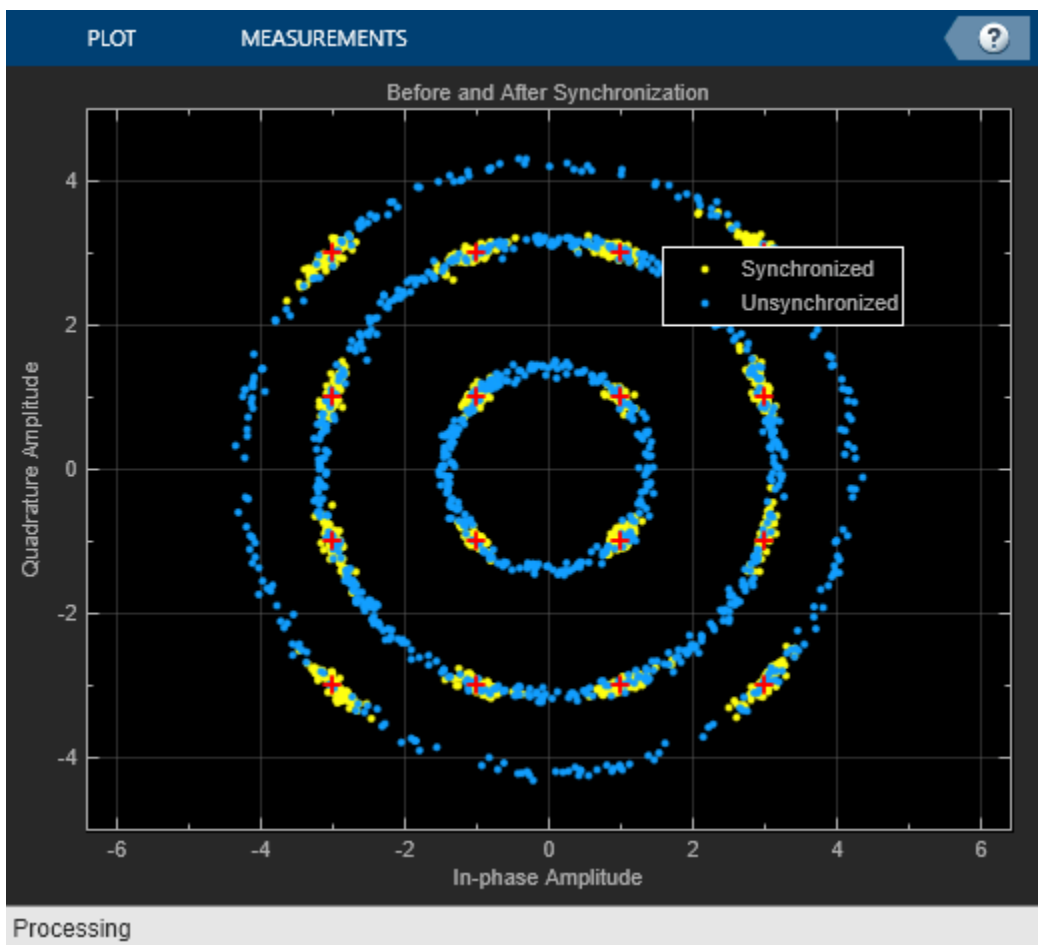 PLOT MEASUREMENTS ?
Before and After Synchronization
4
2
0
-2
-4
Quadrature Amplitude
Synchronized
Unsynchronized
-6 -4 -2 0 2 4 6
In-phase Amplitude
Processing